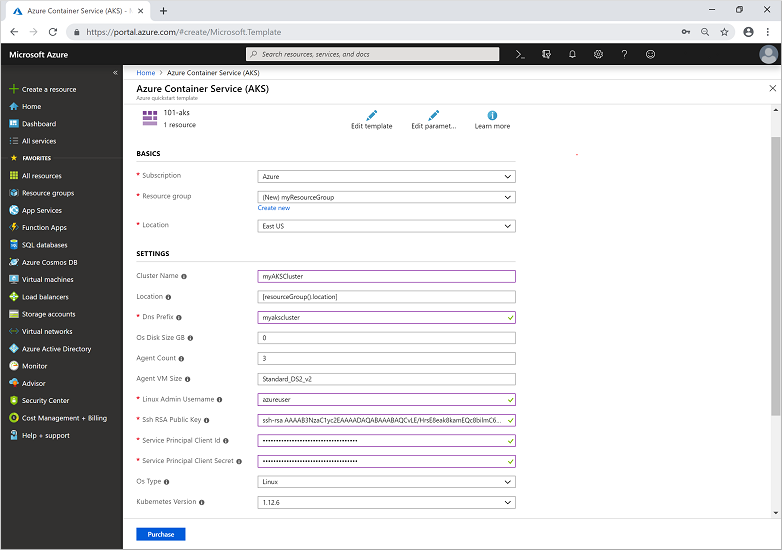 Azure Container Service (AKS) - M
https://portal.azure.com/#create/Microsoft.Template
Microsoft Azure
Search resources, services, and docs
Create a resource
Home
Dashboard
All services
FAVORITES
All resources
Resource groups
App Services
Function Apps
SQL databases
Azure Cosmos DB
Virtual machines
Load balancers
Storage accounts
Virtual networks
Azure Active Directory
Monitor
Advisor
Security Center
Cost Management + Billing
Help + support
Home > Azure Container Service (AKS)
Azure Container Service (AKS)
Azure quickstart template
101-aks
1 resource
Edit template
Edit paramet...
Learn more
BASICS
* Subscription
Azure
* Resource group
(New) myResourceGroup
Create new
* Location
East US
SETTINGS
Cluster Name
myAKSCluster
Location
[resourceGroup().location]
* Dns Prefix
myakscluster
Os Disk Size GB
0
Agent Count
3
Agent VM Size
Standard_DS2_v2
* Linux Admin Username
azureuser
* Ssh RSA Public Key
ssh-rsa AAAAB3NzaC1yc2EAAAADAQABAAABAQCvLE/HrsE8eak8kamEQc8bilmC6...
* Service Principal Client Id
* Service Principal Client Secret
Os Type
Linux
Kubernetes Version
1.12.6
Purchase